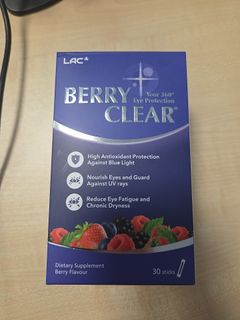 LAC
BERRY
Your 360°
Eye Protection
CLEAR
High Antioxidant Protection
Against Blue Light
Nourish Eyes and Guard
Against UV rays
Reduce Eye Fatigue and
Chronic Dryness
Dietary Supplement
Berry Flavour
30 sticks